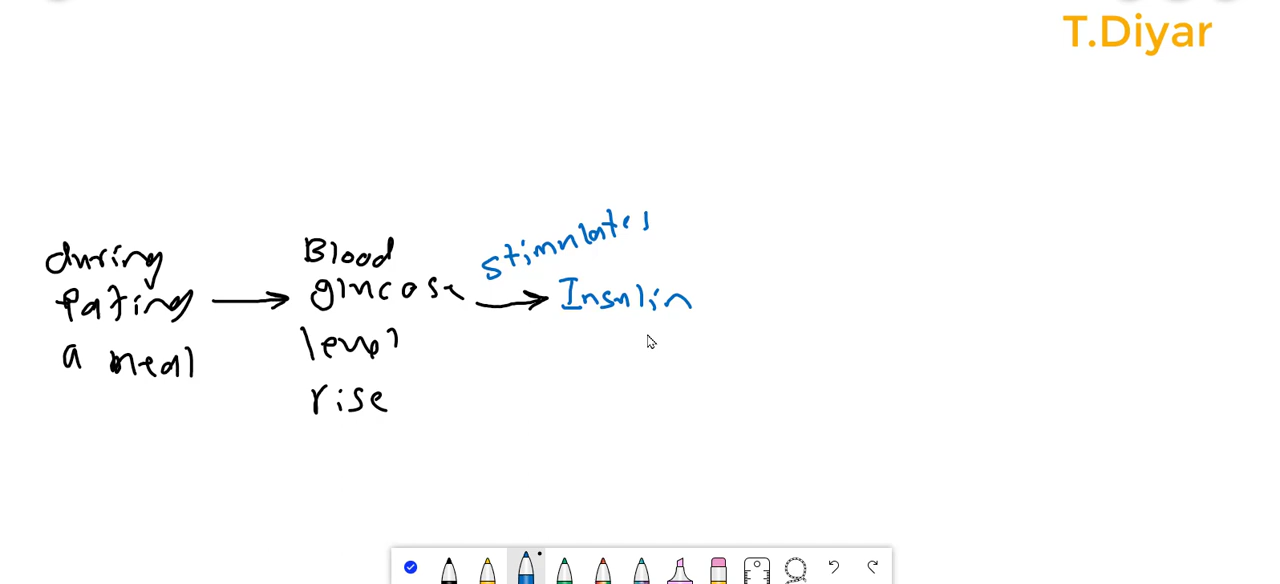 T.Diyar
during
Eating
a meal
Blood
glucose
level
rise
stimulates
Insulin